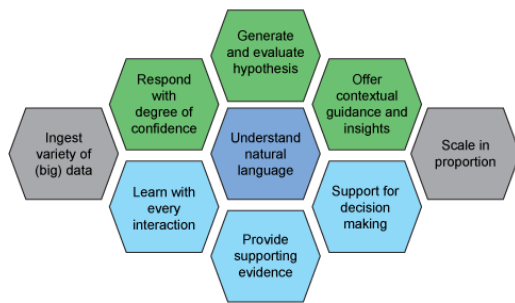 Generate
and evaluate
hypothesis
Respond
with
degree of
confidence
Offer
contextual
guidance and
insights
Ingest
variety of
(big) data
Understand
natural
language
Scale in
proportion
Learn with
every
interaction
Support for
decision
making
Provide
supporting
evidence